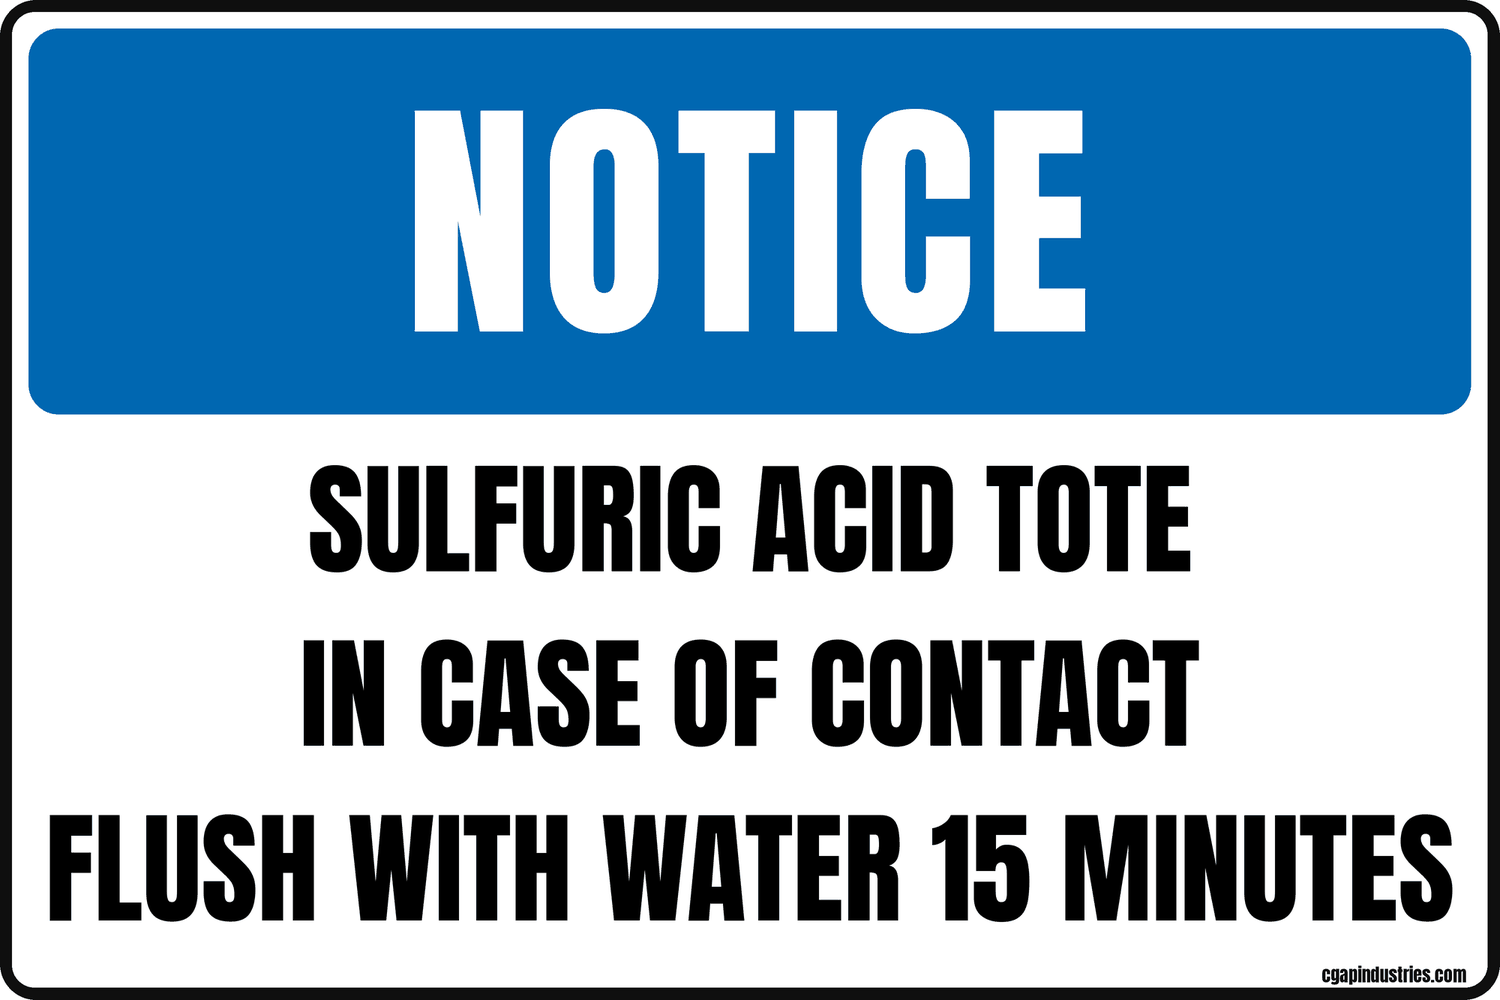 NOTICE
SULFURIC ACID TOTE
IN CASE OF CONTACT
FLUSH WITH WATER 15 MINUTES
cgapindustries.com